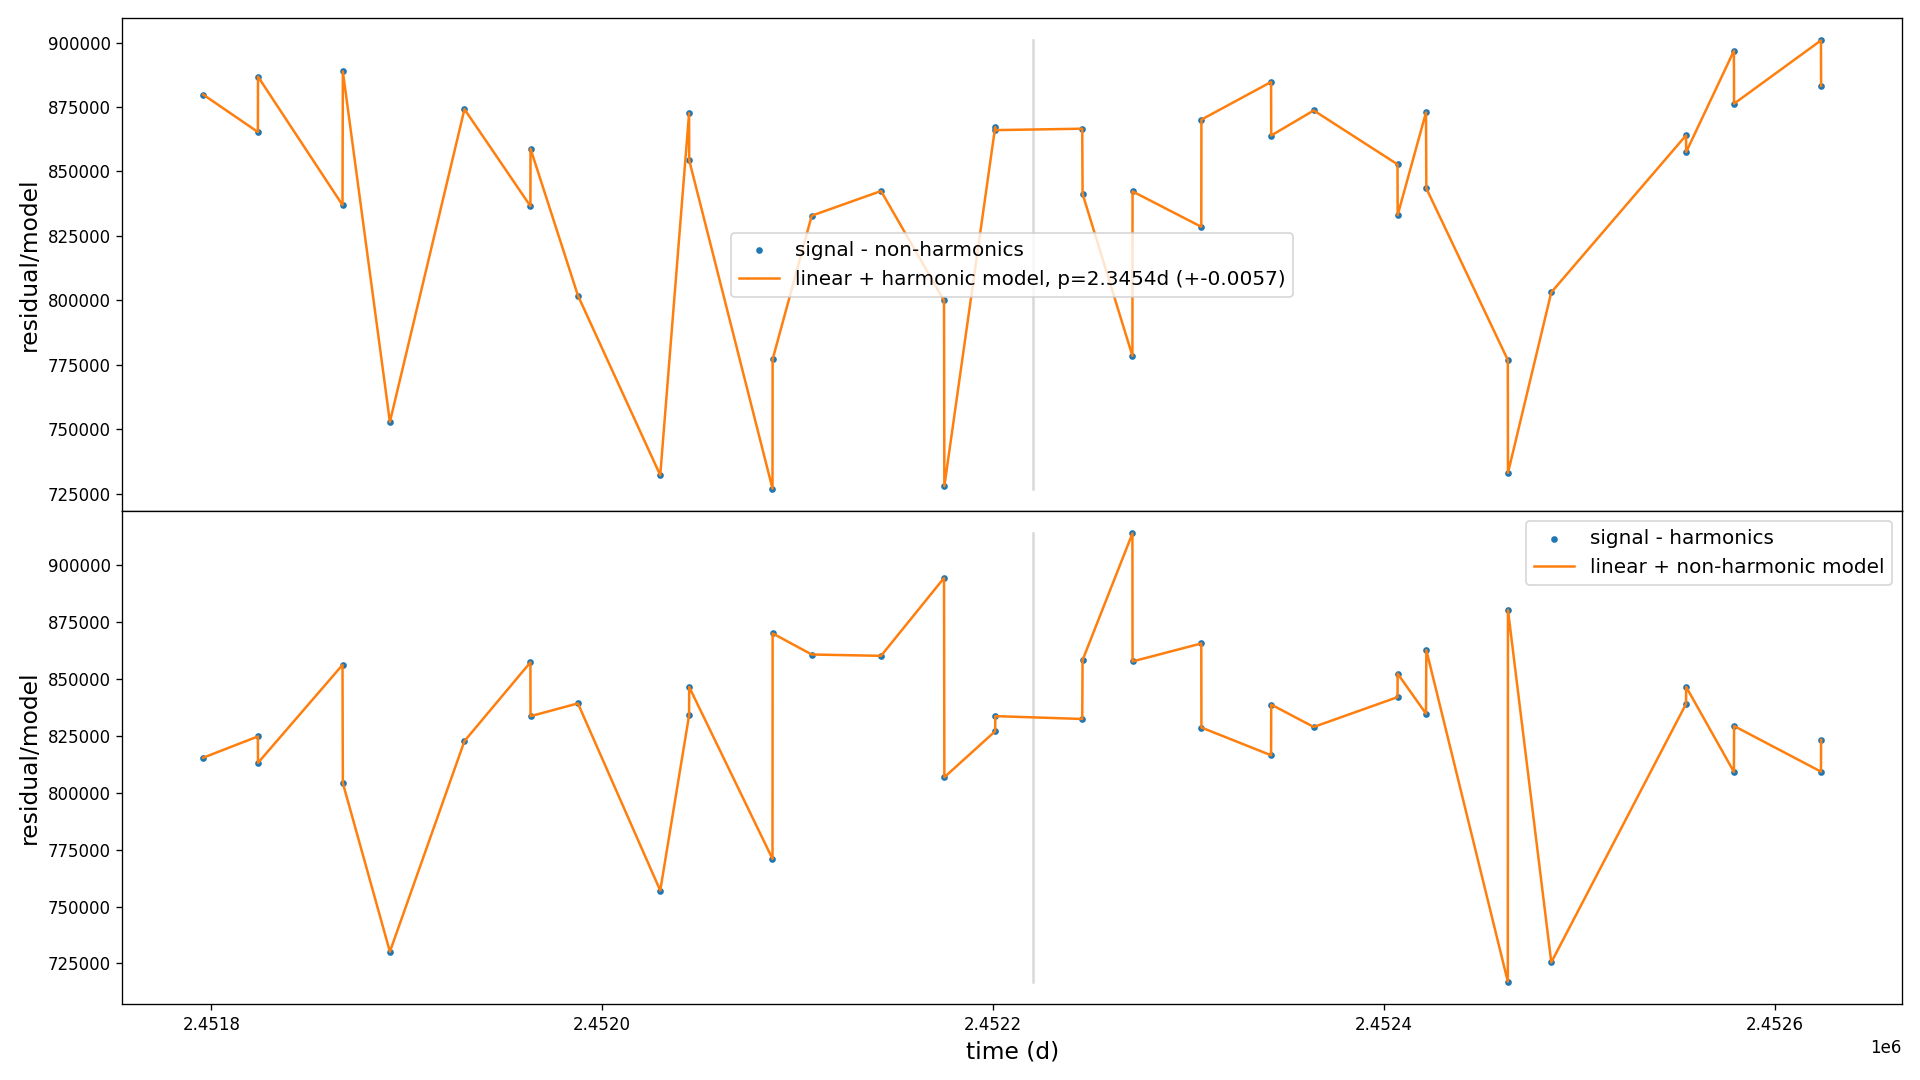 900000
875000
850000
825000
800000
775000
750000
725000
residual/model
signal - non-harmonics
linear + harmonic model, p=2.3454d (+-0.0057)
900000
875000
850000
825000
800000
775000
750000
725000
residual/model
signal - harmonics
linear + non-harmonic model
2.4518 2.4520 2.4522 2.4524 2.4526
time (d)
1e6